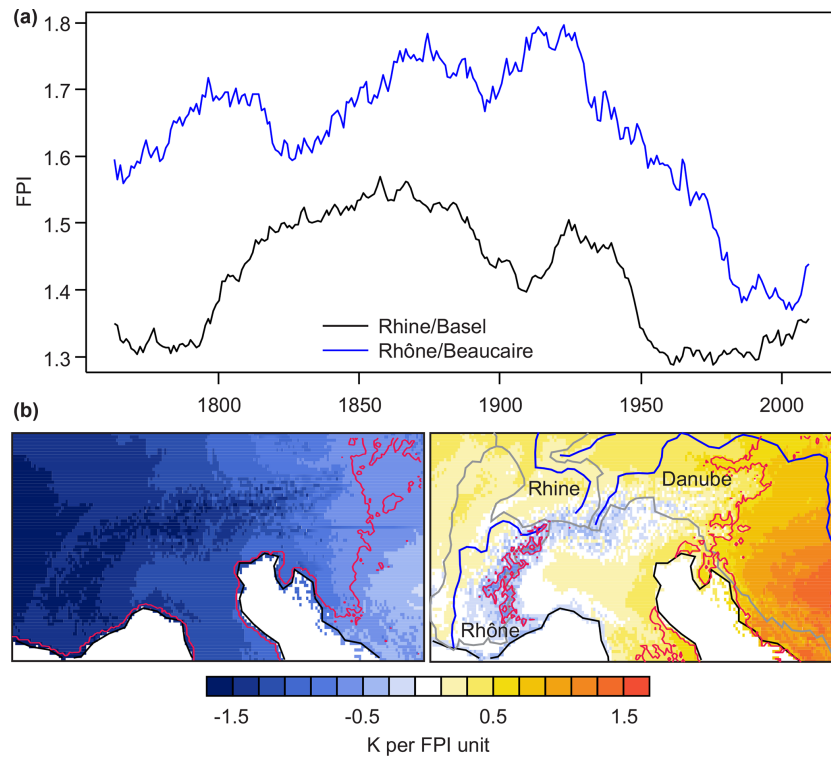 (a)
1.8
1.7
1.6
1.5
1.4
1.3
FPI
Rhine/Basel
Rhône/Beaucaire
1800 1850 1900 1950 2000
(b)
Rhine Danube
Rhône
-1.5 -0.5 0.5 1.5
K per FPI unit